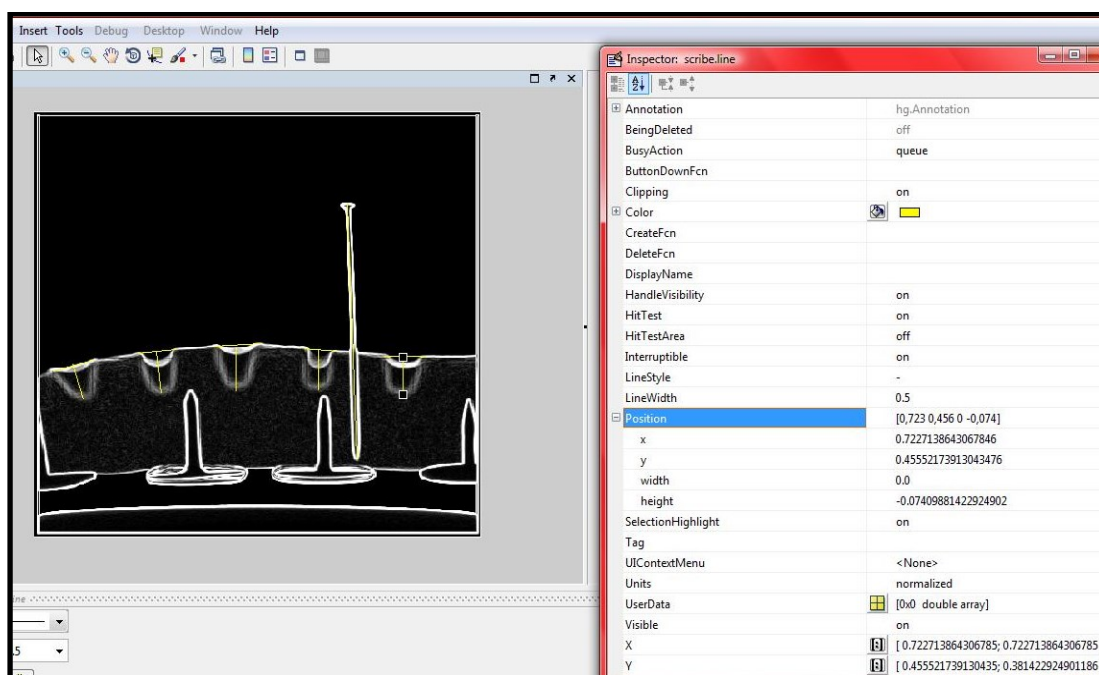 Insert Tools Debug Desktop Window Help
Inspector: scribe.line
Annotation hg.Annotation
BeingDeleted off
BusyAction queue
ButtonDownFcn
Clipping on
Color
CreateFcn
DeleteFcn
DisplayName
HandleVisibility on
HitTest on
HitTestArea off
Interruptible on
LineStyle -
LineWidth 0.5
Position [0,723 0,456 0 -0,074]
x 0.7227138643067846
y 0.45552173913043476
width 0.0
height -0.07409881422924902
SelectionHighlight on
Tag
UIContextMenu <None>
Units normalized
UserData [0x0 double array]
Visible on
X [ 0.722713864306785; 0.722713864306785
Y [ 0.455521739130435; 0.381422924901186
ine
.5